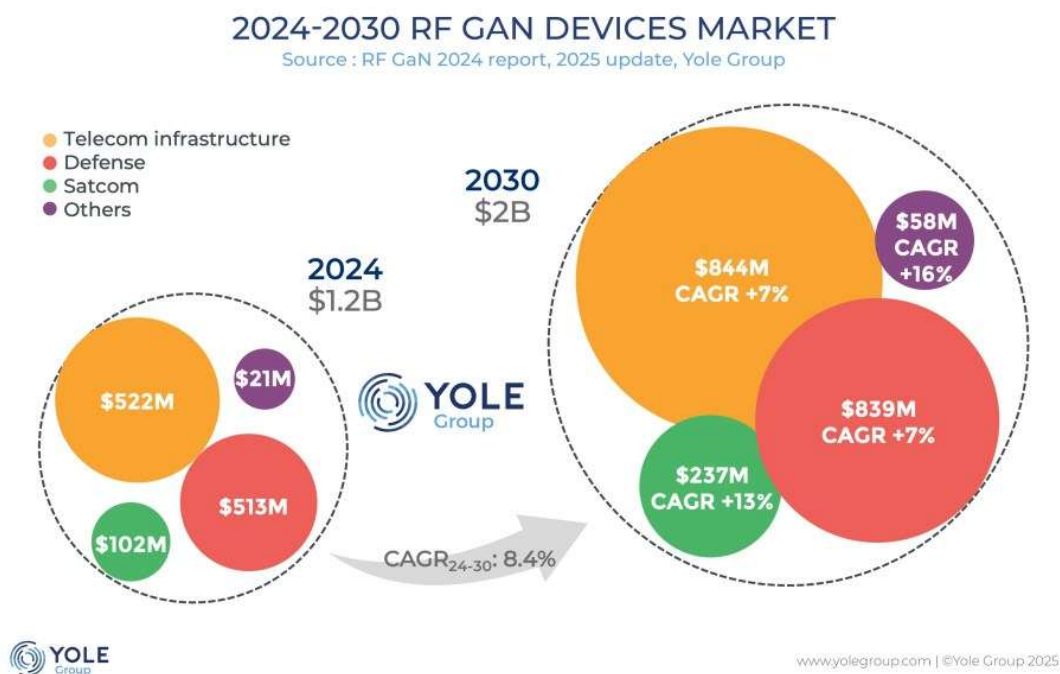 2024-2030 RF GAN DEVICES MARKET
Source : RF GaN 2024 report, 2025 update, Yole Group
Telecom infrastructure
Defense
Satcom
Others
2024
$1.2B
$522M
$21M
$513M
$102M
YOLE
Group
CAGR24-30: 8.4%
2030
$2B
$844M
CAGR +7%
$58M
CAGR
+16%
$839M
CAGR +7%
$237M
CAGR +13%
YOLE
Group
www.yolegroup.com | ©Yole Group 2025